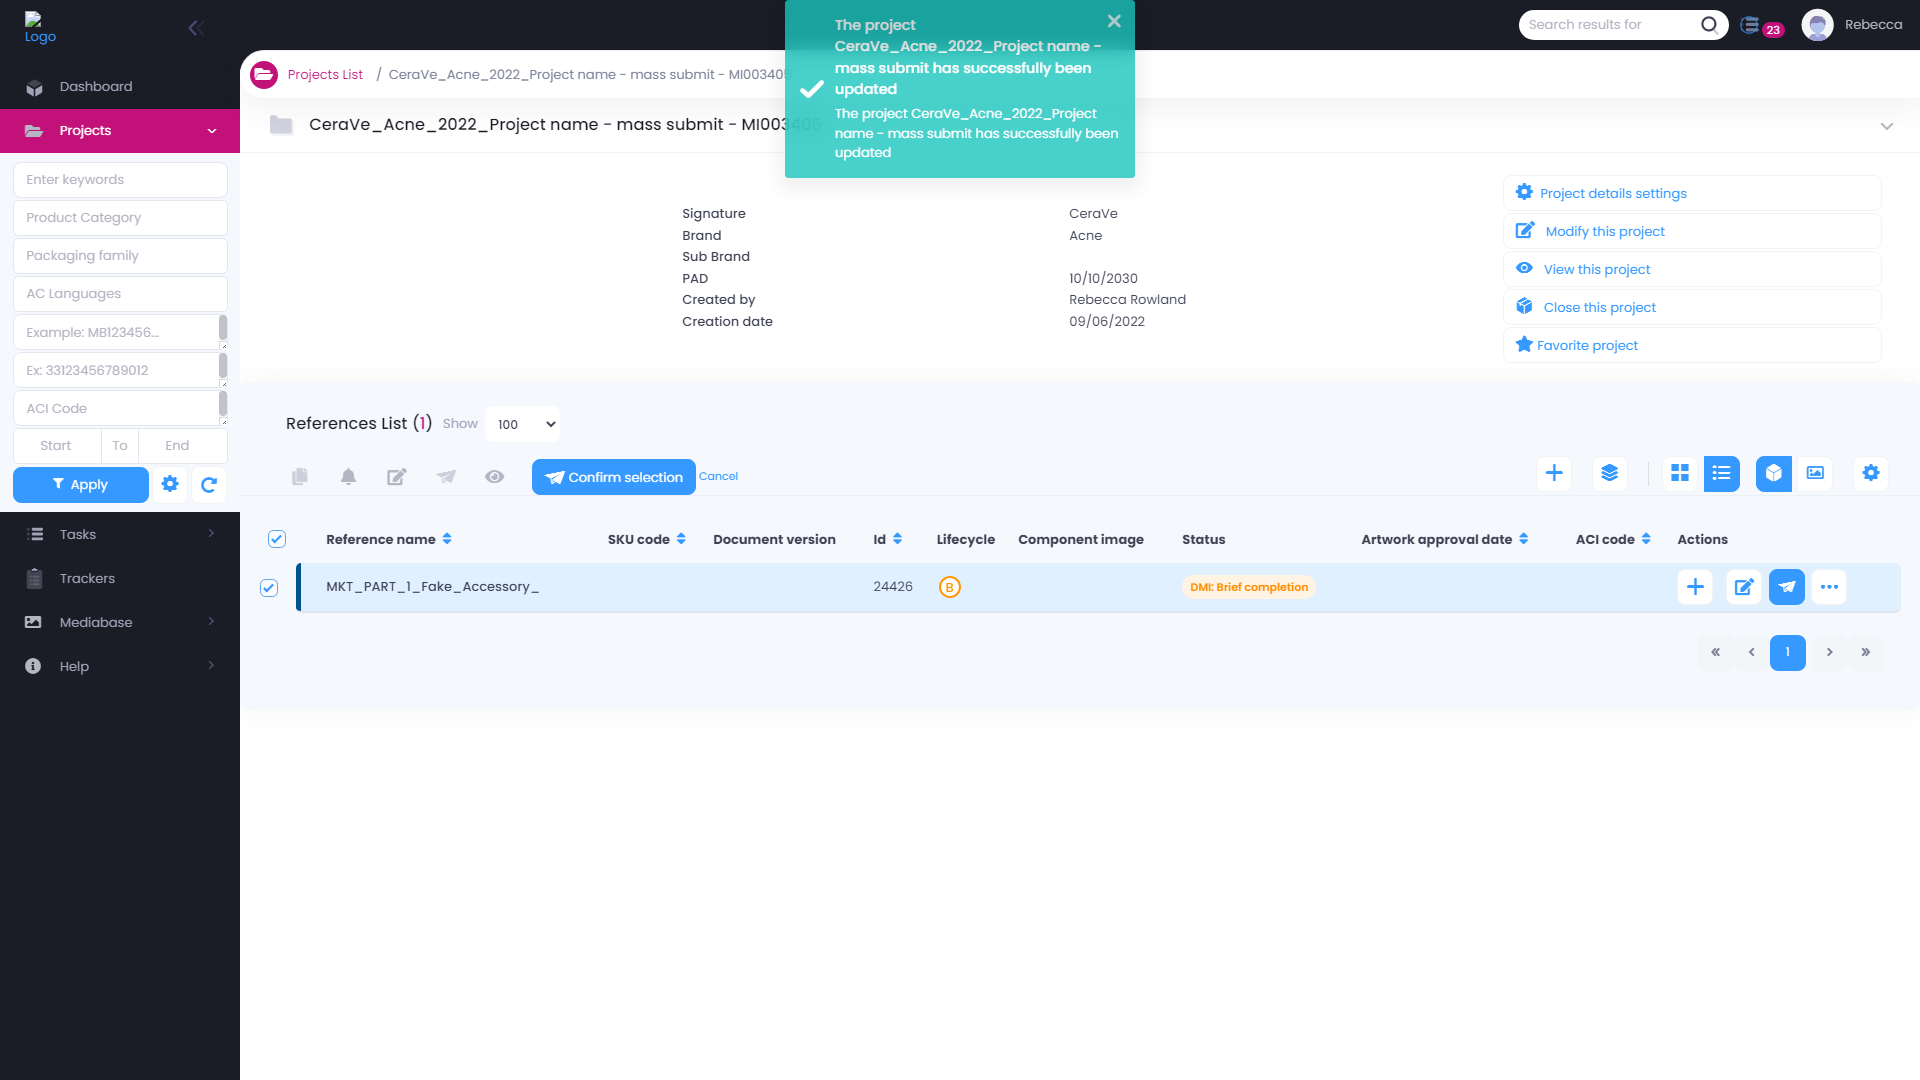 Logo
Search results for
23
Rebecca
The project
CeraVe_Acne_2022_Project name -
mass submit has successfully been
updated
The project CeraVe_Acne_2022_Project
name - mass submit has successfully been
updated
Projects List / CeraVe_Acne_2022_Project name - mass submit - MI003405
CeraVe_Acne_2022_Project name - mass submit - MI003405
Dashboard
Projects
Enter keywords
Product Category
Packaging family
AC Languages
Example: MB123456...
Ex: 33123456789012
ACI Code
Start To End
Apply
Tasks
Trackers
Mediabase
Help
Signature CeraVe
Brand Acne
Sub Brand
PAD 10/10/2030
Created by Rebecca Rowland
Creation date 09/06/2022
Project details settings
Modify this project
View this project
Close this project
Favorite project
References List (1) Show 100
Confirm selection Cancel
Reference name SKU code Document version Id Lifecycle Component image Status Artwork approval date ACI code Actions
MKT_PART_1_Fake_Accessory_ 24426 B DMI: Brief completion
« ‹ 1 › »